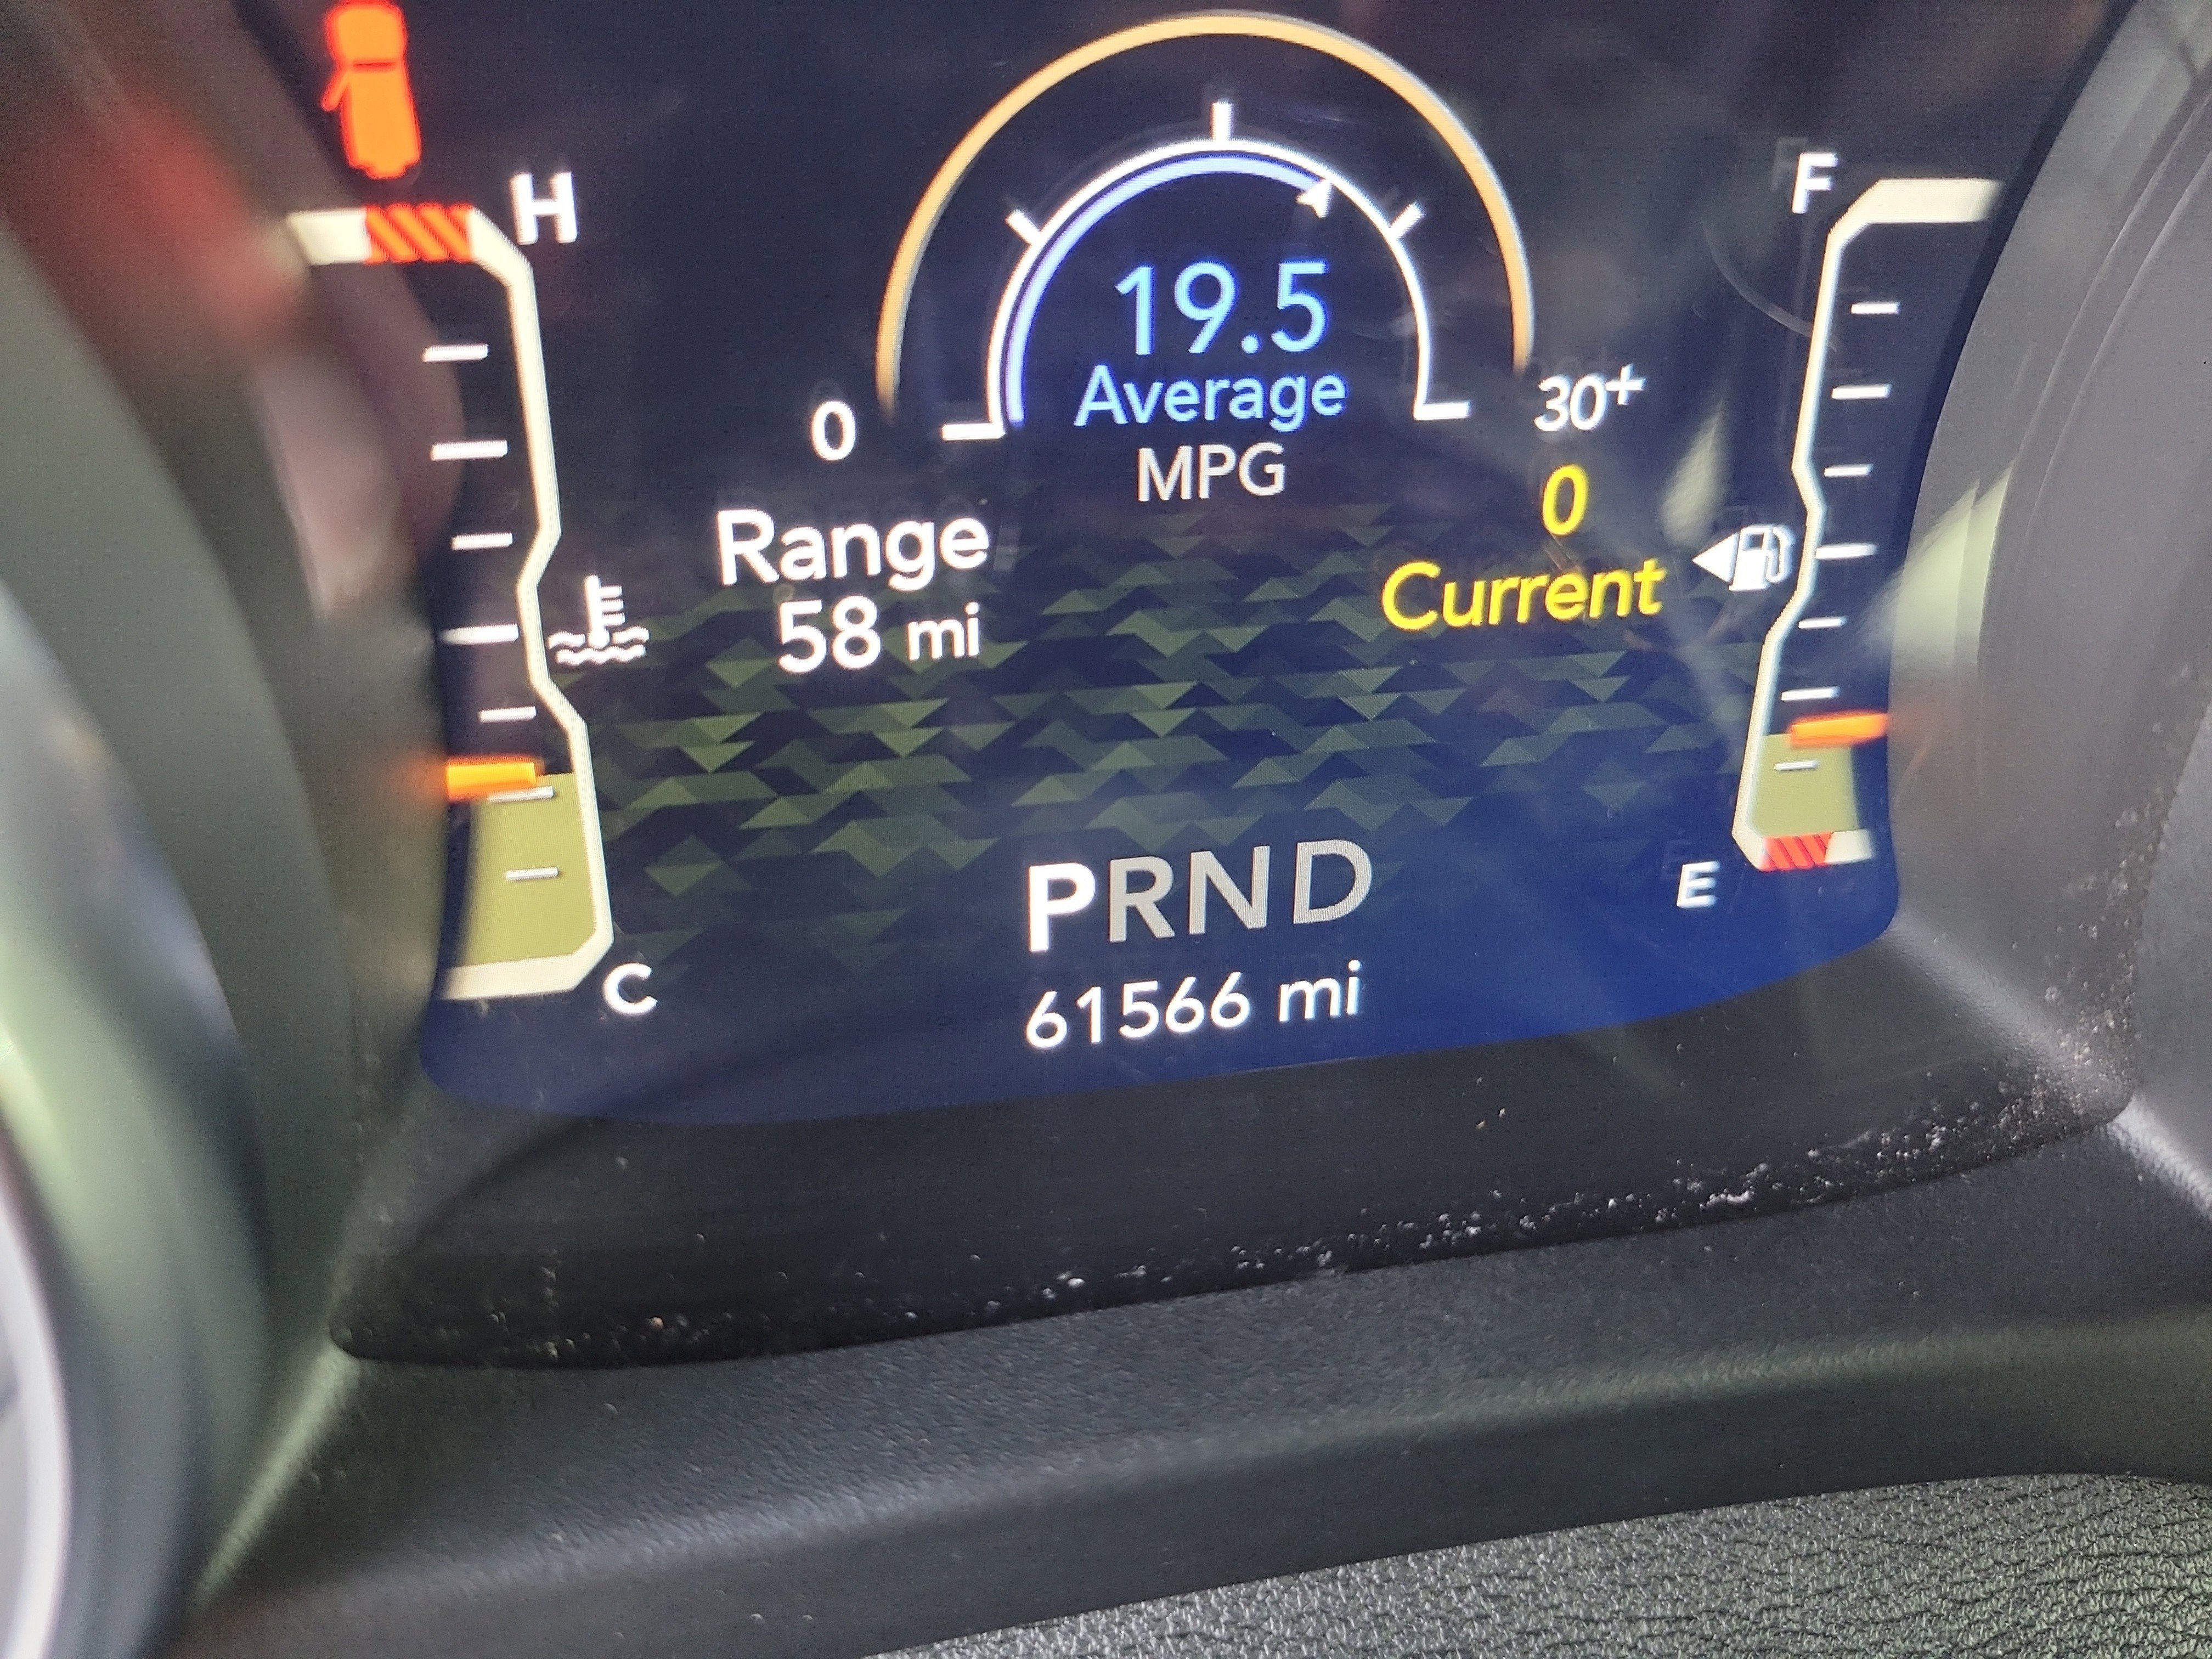 H
F
19.5
Average
MPG
0
30+
0
Current
Range
58 mi
E
C
PRND
61566 mi